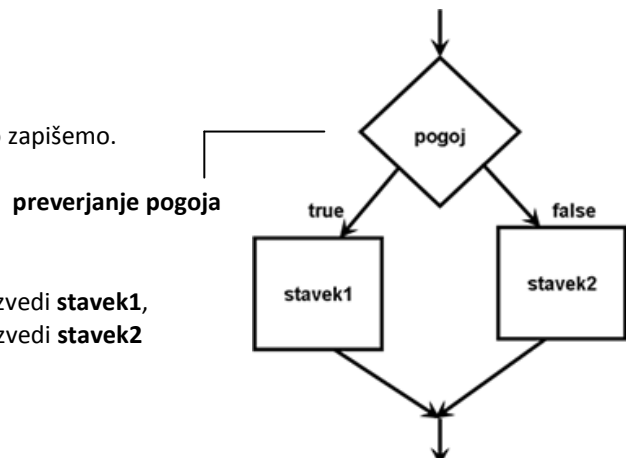 zapišemo.
preverjanje pogoja
zvedi stavek1,
zvedi stavek2
pogoj
true
false
stavek1
stavek2